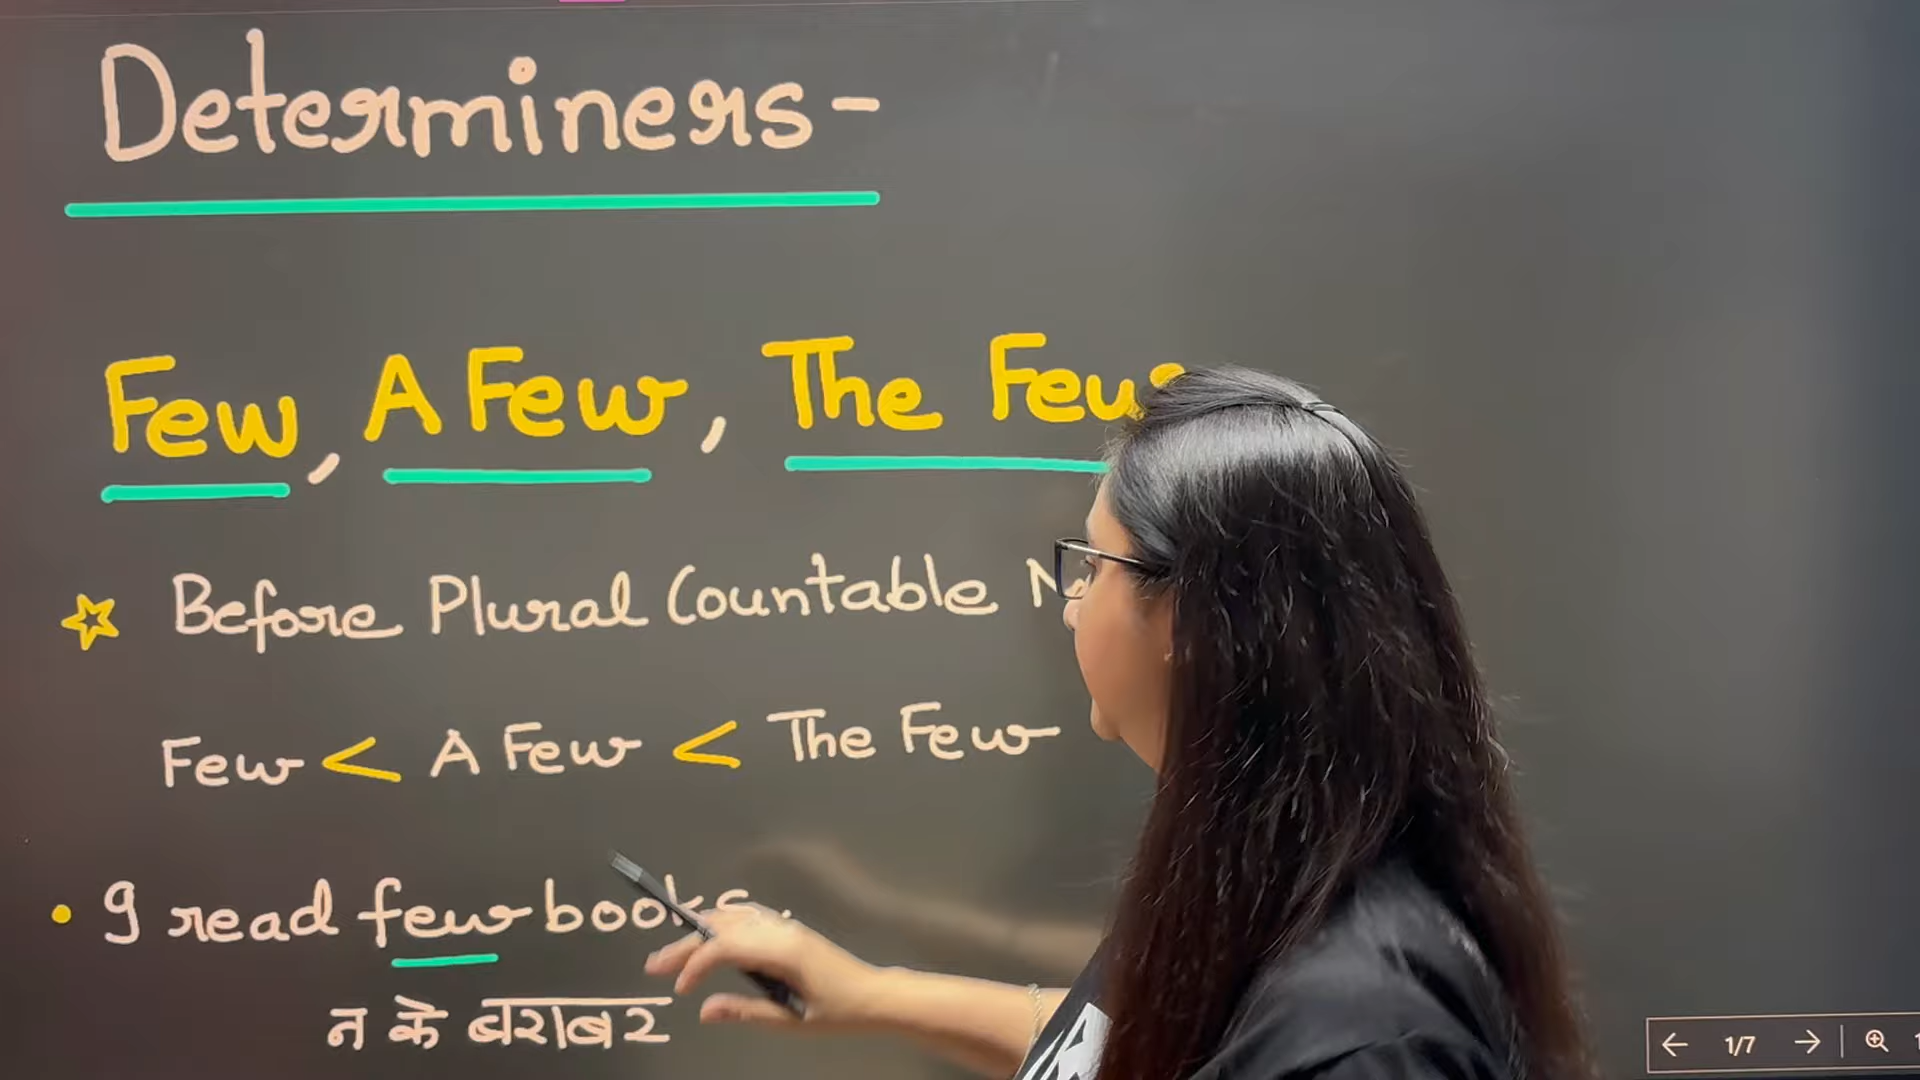 Determiners-
Few, A Few, The Few
Before Plural Countable
Few < A Few < The Few
• I read few books.
न के बराबर
1/7